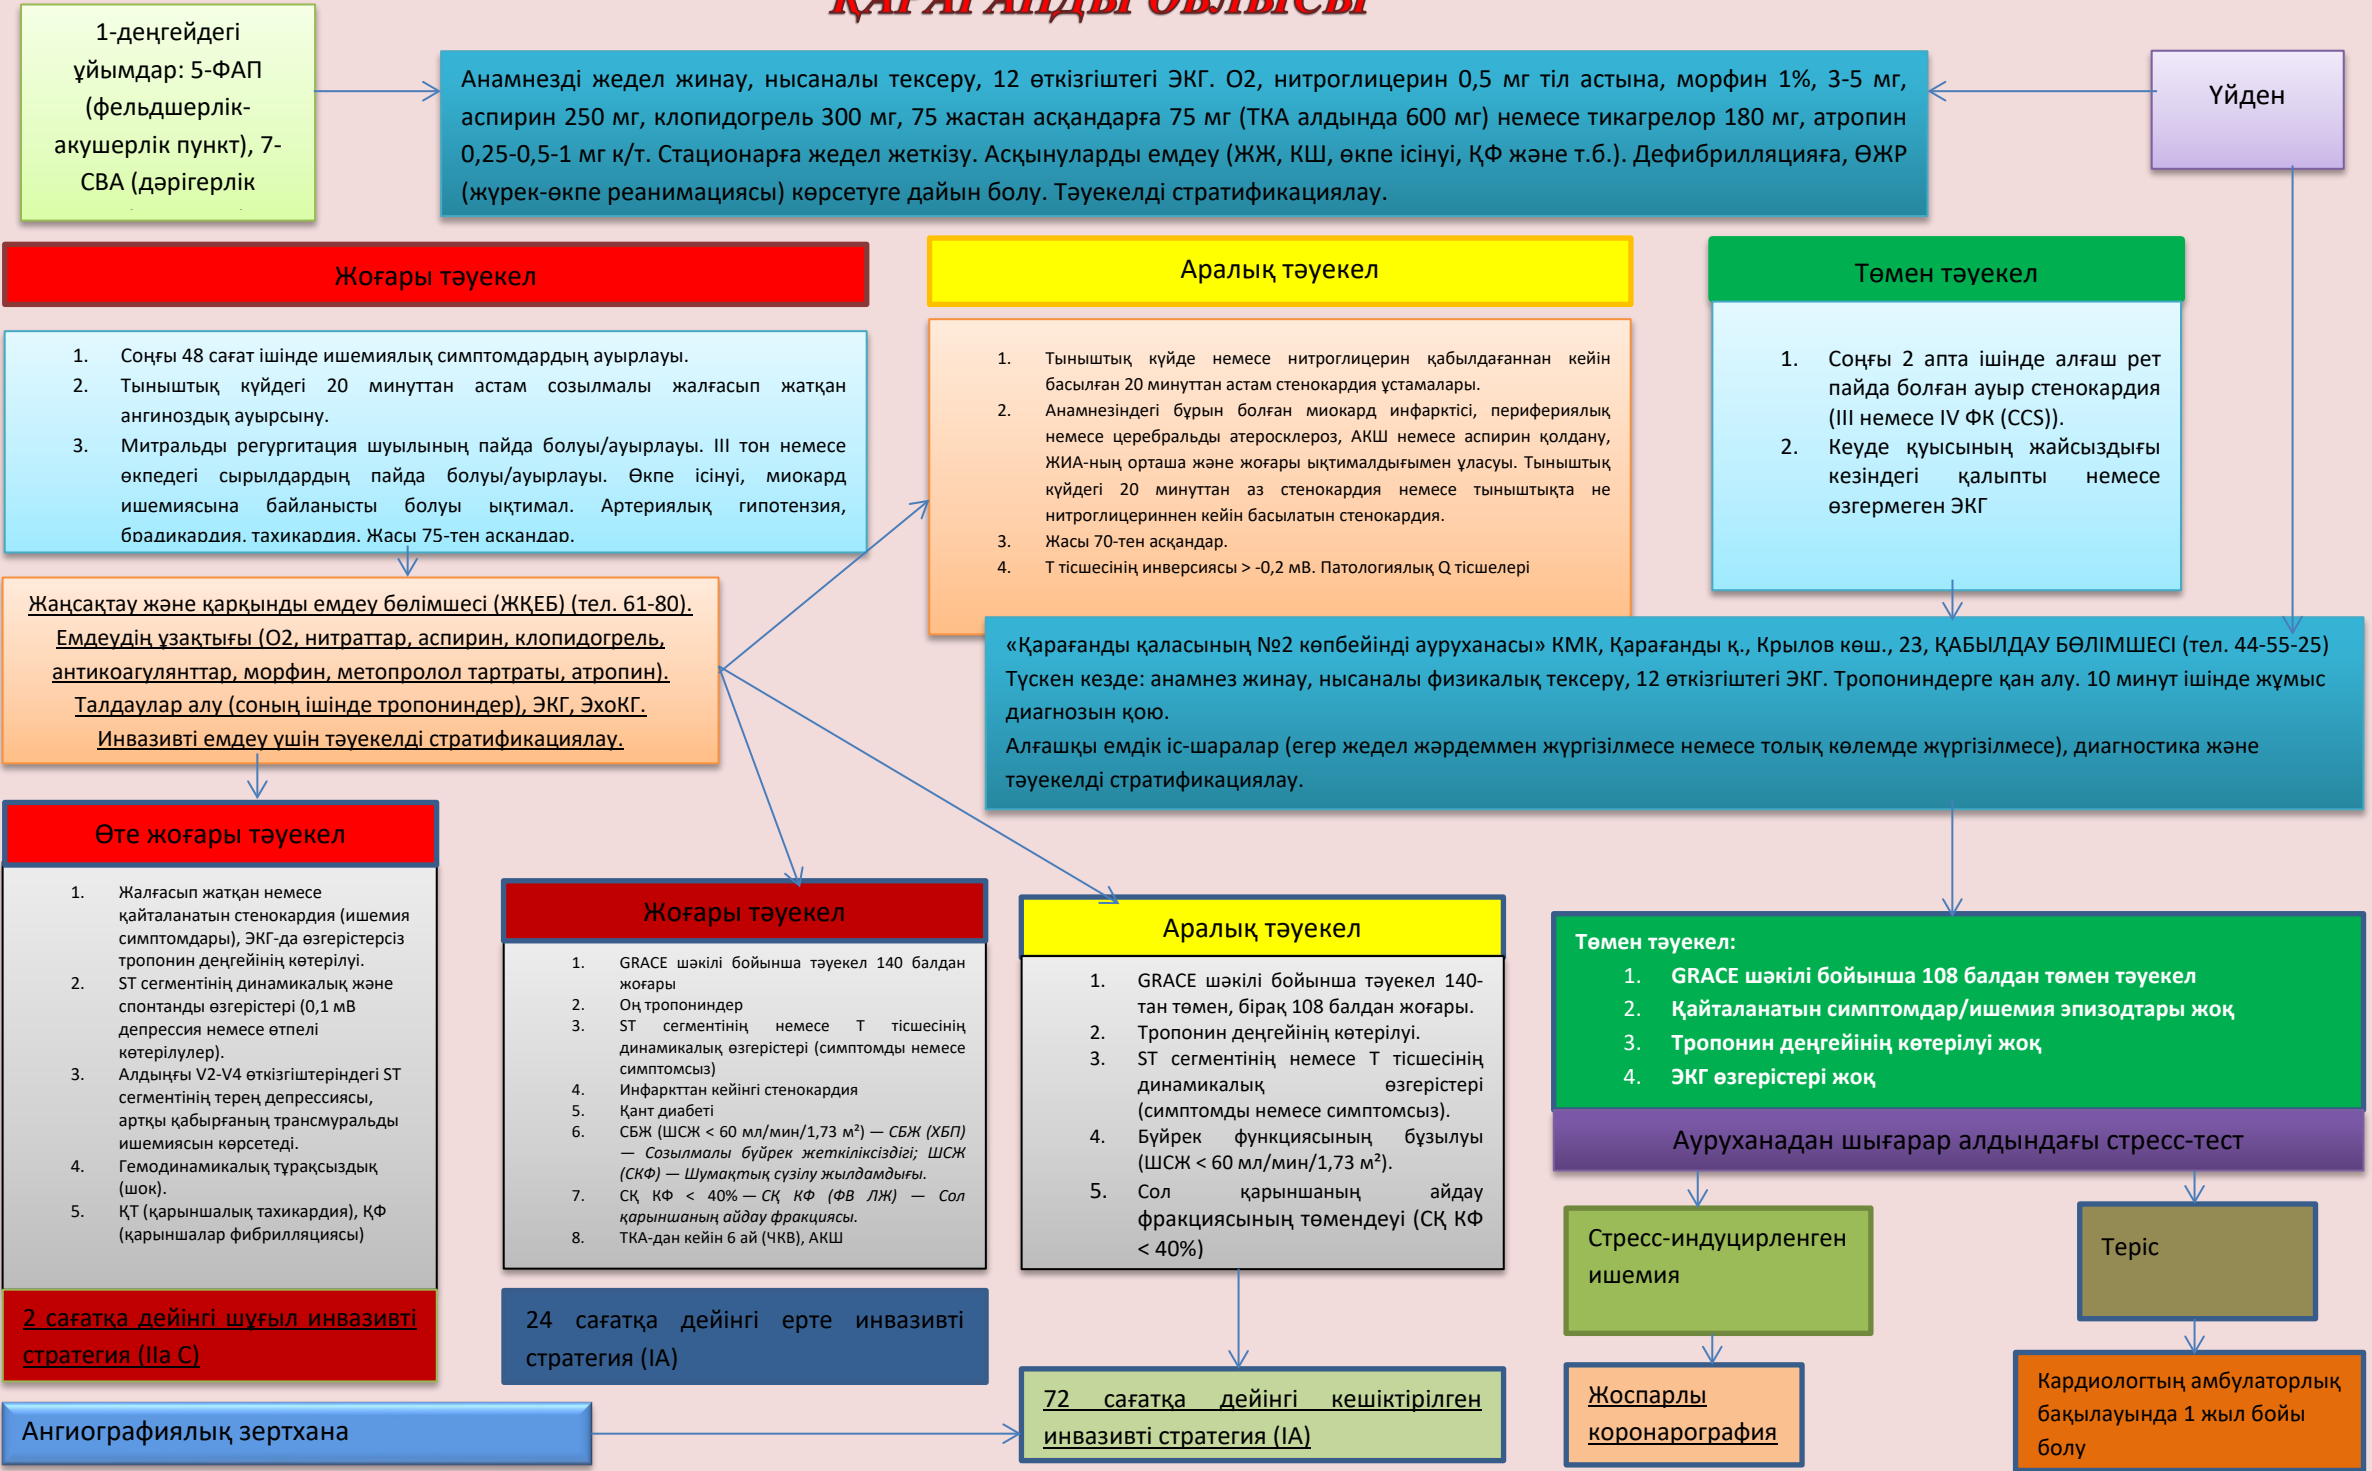 ҚАРАҒАНДЫ ОБЛЫСЫ
1-деңгейдегі
ұйымдар: 5-ФАП
(фельдшерлік-
акушерлік пункт), 7-
СВА (дәрігерлік
Анамнезді жедел жинау, нысаналы тексеру, 12 өткізгіштегі ЭКГ. О2, нитроглицерин 0,5 мг тіл астына, морфин 1%, 3-5 мг,
аспирин 250 мг, клопидогрель 300 мг, 75 жастан асқандарға 75 мг (ТКА алдында 600 мг) немесе тикагрелор 180 мг, атропин
0,25-0,5-1 мг к/т. Стационарға жедел жеткізу. Асқынуларды емдеу (ЖЖ, КШ, өкпе ісінуі, ҚФ және т.б.). Дефибрилляцияға, ӨЖР
(жүрек-өкпе реанимациясы) көрсетуге дайын болу. Тәуекелді стратификациялау.
Үйден
Жоғары тәуекел
1. Соңғы 48 сағат ішінде ишемиялық симптомдардың ауырлауы.
2. Тыныштық күйдегі 20 минуттан астам созылмалы жалғасып жатқан
ангиноздық ауырсыну.
3. Митральды регургитация шуылының пайда болуы/ауырлауы. III тон немесе
өкпедегі сырылдардың пайда болуы/ауырлауы. Өкпе ісінуі, миокард
ишемиясына байланысты болуы ықтимал. Артериялық гипотензия,
брадикардия, тахикардия. Жасы 75-тен асқандар.
Аралық тәуекел
1. Тыныштық күйде немесе нитроглицерин қабылдағаннан кейін
басылған 20 минуттан астам стенокардия ұстамалары.
2. Анамнезіндегі бұрын болған миокард инфарктісі, перифериялық
немесе церебральды атеросклероз, АКШ немесе аспирин қолдану,
ЖИА-ның орташа және жоғары ықтималдығымен ұласуы. Тыныштық
күйдегі 20 минуттан аз стенокардия немесе тыныштықта не
нитроглицериннен кейін басылатын стенокардия.
3. Жасы 70-тен асқандар.
4. Т тісшесінің инверсиясы > -0,2 мВ. Патологиялық Q тісшелері
Төмен тәуекел
1. Соңғы 2 апта ішінде алғаш рет
пайда болған ауыр стенокардия
(III немесе IV ФК (CCS)).
2. Кеуде қуысының жайсыздығы
кезіндегі қалыпты немесе
өзгермеген ЭКГ
Жаңсақтау және қарқынды емдеу бөлімшесі (ЖҚЕБ) (тел. 61-80).
Емдеудің ұзақтығы (О2, нитраттар, аспирин, клопидогрель,
антикоагулянттар, морфин, метопролол тартраты, атропин).
Талдаулар алу (соның ішінде тропониндер), ЭКГ, ЭхоКГ.
Инвазивті емдеу үшін тәуекелді стратификациялау.
«Қарағанды қаласының №2 көпбейінді ауруханасы» КМК, Қарағанды қ., Крылов көш., 23, ҚАБЫЛДАУ БӨЛІМШЕСІ (тел. 44-55-25)
Түскен кезде: анамнез жинау, нысаналы физикалық тексеру, 12 өткізгіштегі ЭКГ. Тропониндерге қан алу. 10 минут ішінде жұмыс
диагнозын қою.
Алғашқы емдік іс-шаралар (егер жедел жәрдеммен жүргізілмесе немесе толық көлемде жүргізілмесе), диагностика және
тәуекелді стратификациялау.
Өте жоғары тәуекел
1. Жалғасып жатқан немесе
қайталанатын стенокардия (ишемия
симптомдары), ЭКГ-да өзгерістерсіз
тропонин деңгейінің көтерілуі.
2. ST сегментінің динамикалық және
спонтанды өзгерістері (0,1 мВ
депрессия немесе өтпелі
көтерілулер).
3. Алдыңғы V2-V4 өткізгіштеріндегі ST
сегментінің терең депрессиясы,
артқы қабырғаның трансмуральды
ишемиясын көрсетеді.
4. Гемодинамикалық тұрақсыздық
(шок).
5. ҚТ (қарыншалық тахикардия), ҚФ
(қарыншалар фибрилляциясы)
2 сағатқа дейінгі шұғыл инвазивті
стратегия (IIa C)
Жоғары тәуекел
1. GRACE шәкілі бойынша тәуекел 140 балдан
жоғары
2. Оң тропониндер
3. ST сегментінің немесе Т тісшесінің
динамикалық өзгерістері (симптомды немесе
симптомсыз)
4. Инфаркттан кейінгі стенокардия
5. Қант диабеті
6. СБЖ (ШСЖ < 60 мл/мин/1,73 м²) — СБЖ (ХБП)
— Созылмалы бүйрек жеткіліксіздігі; ШСЖ
(СКФ) — Шумақтық сүзілу жылдамдығы.
7. СҚ КФ < 40% — СҚ КФ (ФВ ЛЖ) — Сол
қарыншаның айдау фракциясы.
8. ТКА-дан кейін 6 ай (ЧКВ), АКШ
24 сағатқа дейінгі ерте инвазивті
стратегия (IA)
Аралық тәуекел
1. GRACE шәкілі бойынша тәуекел 140-
тан төмен, бірақ 108 балдан жоғары.
2. Тропонин деңгейінің көтерілуі.
3. ST сегментінің немесе Т тісшесінің
динамикалық өзгерістері
(симптомды немесе симптомсыз).
4. Бүйрек функциясының бұзылуы
(ШСЖ < 60 мл/мин/1,73 м²).
5. Сол қарыншаның айдау
фракциясының төмендеуі (СҚ КФ
< 40%)
72 сағатқа дейінгі кешіктірілген
инвазивті стратегия (IA)
Төмен тәуекел:
1. GRACE шәкілі бойынша 108 балдан төмен тәуекел
2. Қайталанатын симптомдар/ишемия эпизодтары жоқ
3. Тропонин деңгейінің көтерілуі жоқ
4. ЭКГ өзгерістері жоқ
Ауруханадан шығарар алдындағы стресс-тест
Стресс-индуцирленген
ишемия
Теріс
Жоспарлы
коронарография
Кардиологтың амбулаторлық
бақылауында 1 жыл бойы
болу
Ангиографиялық зертхана